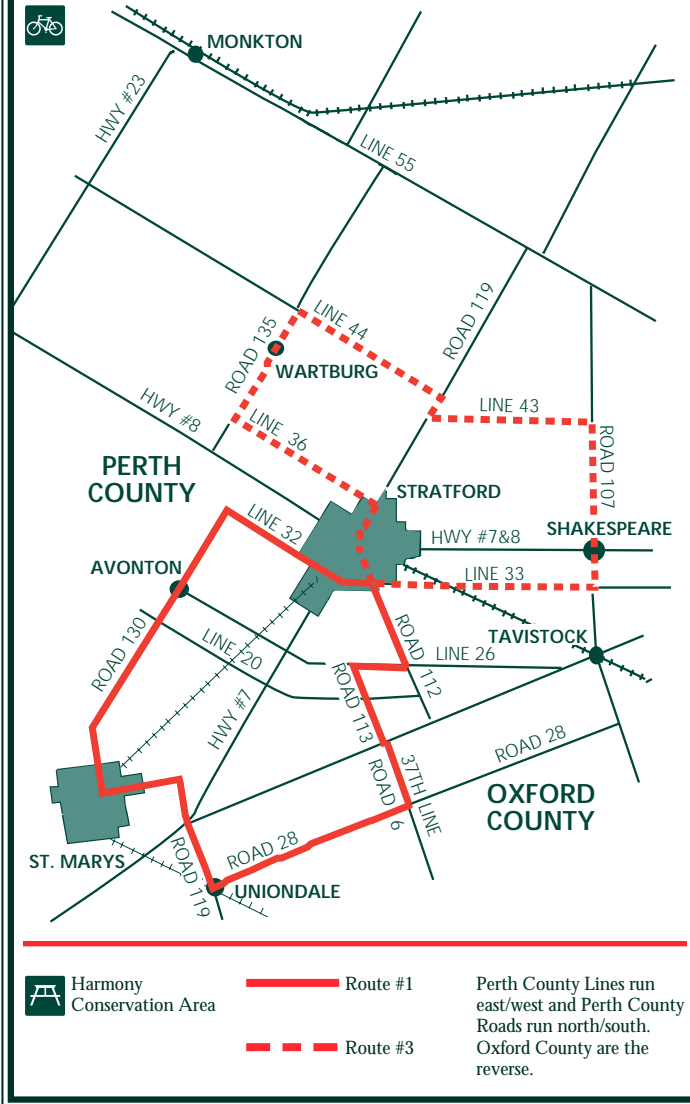 MONKTON
HWY #23
LINE 55
ROAD 119
LINE 44
ROAD 135
WARTBURG
LINE 43
HWY #8
LINE 36
ROAD 107
PERTH
COUNTY
STRATFORD
LINE 32
HWY #7&8
SHAKESPEARE
AVONTON
LINE 33
ROAD 112
TAVISTOCK
LINE 20
LINE 26
ROAD 130
HWY #7
ROAD 113
ROAD 28
37TH LINE
ROAD 6
OXFORD
COUNTY
ST. MARYS
ROAD 28
ROAD 119
UNIONDALE
Harmony
Conservation Area
Route #1
Route #3
Perth County Lines run
east/west and Perth County
Roads run north/south.
Oxford County are the
reverse.